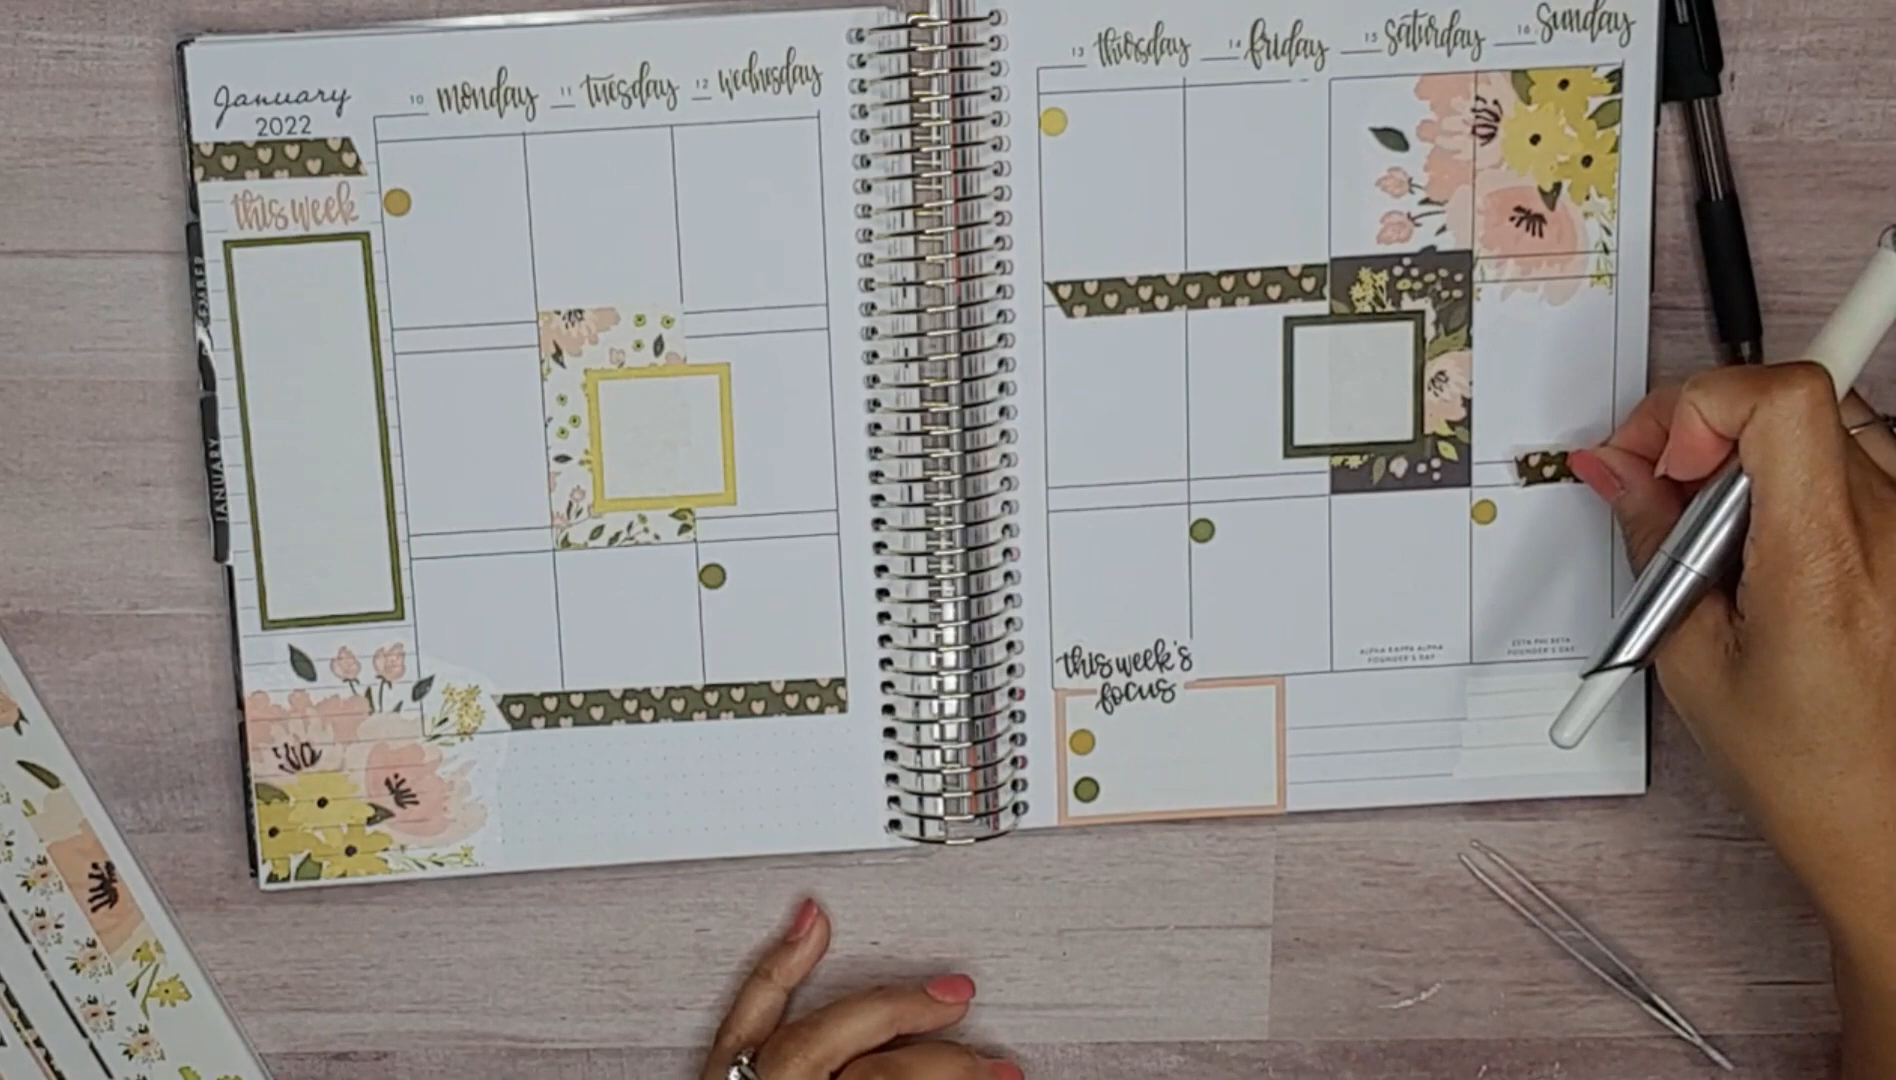 January
2022
10 monday 11 tuesday 12 wednesday
13 thursday 14 friday 15 saturday 16 sunday
this week
JANUARY
this week's
focus
ALPHA KAPPA ALPHA
FOUNDER'S DAY
ZETA PHI BETA
FOUNDER'S DAY